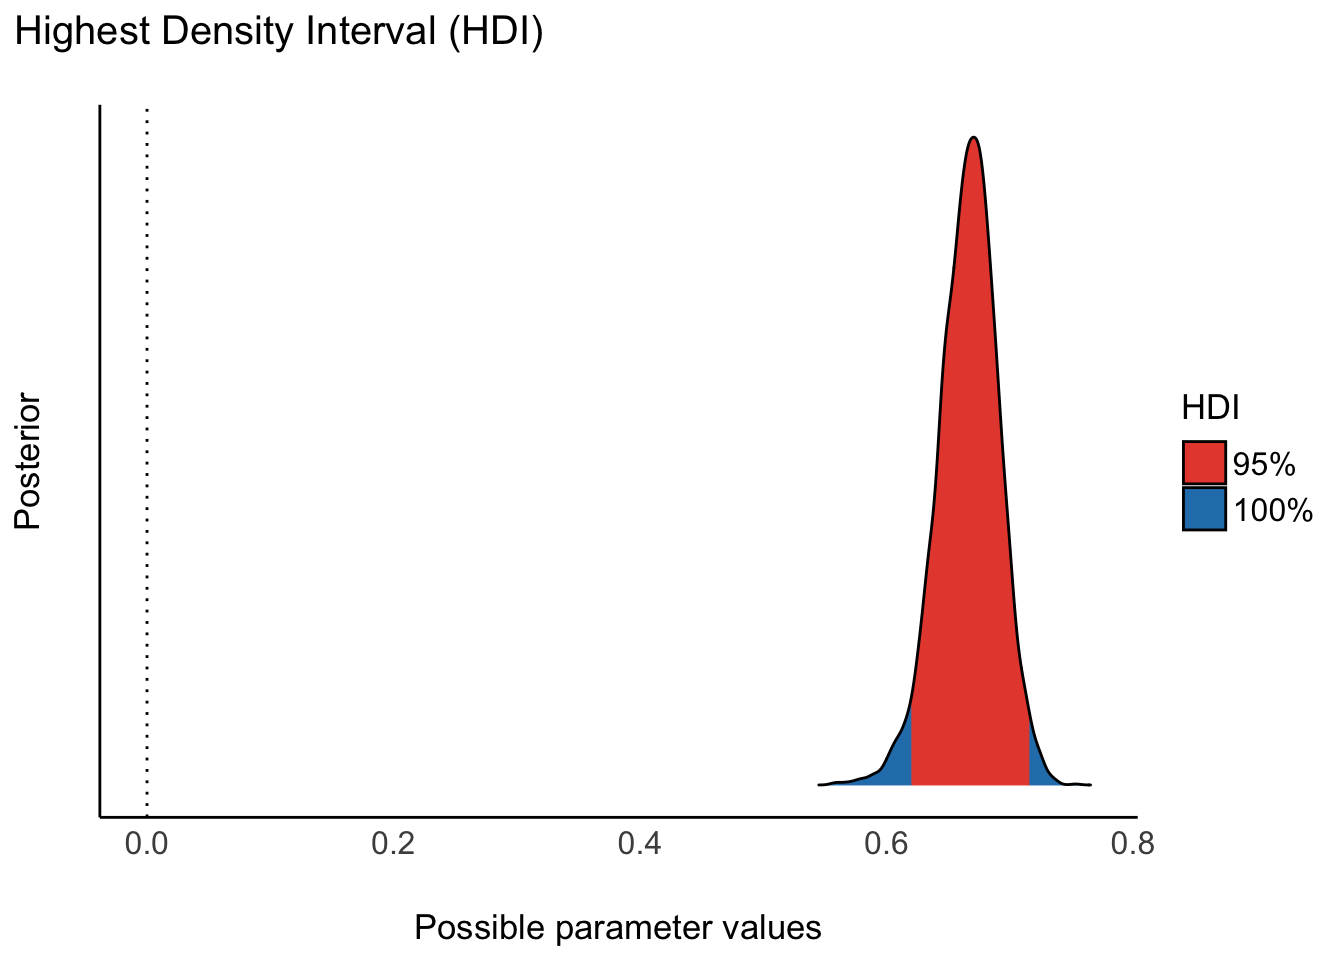 Highest Density Interval (HDI)
Posterior
HDI
95%
100%
0.0 0.2 0.4 0.6 0.8
Possible parameter values